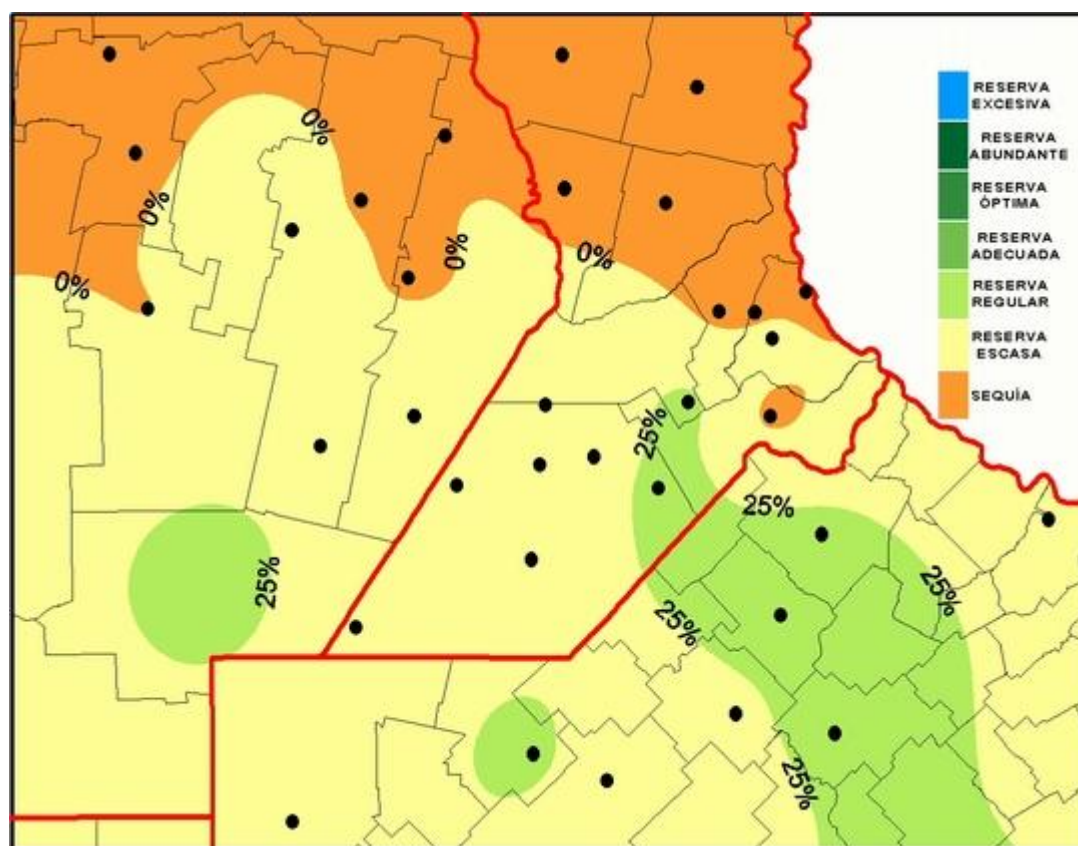 RESERVA
EXCESIVA
RESERVA
ABUNDANTE
RESERVA
ÓPTIMA
RESERVA
ADECUADA
RESERVA
REGULAR
RESERVA
ESCASA
SEQUÍA
0%
0%
0%
0%
0%
25%
25%
25%
25%
25%
25%